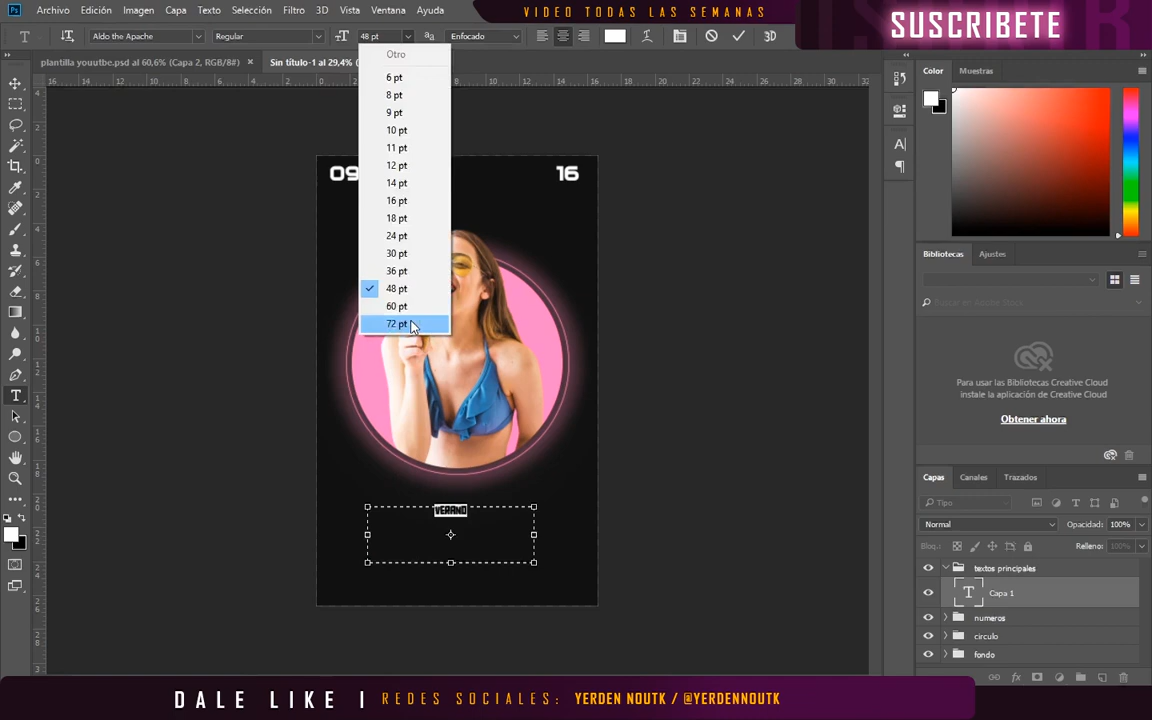 VIDEO TODAS LAS SEMANAS
SUSCRIBETE
Ps Archivo Edición Imagen Capa Texto Selección Filtro 3D Vista Ventana Ayuda
Aldo the Apache Regular 48 pt Enfocado 3D
plantilla youutbe.psd al 60,6% (Capa 2, RGB/8#) Sin título-1 al 29,4% (
Otro
6 pt
8 pt
9 pt
10 pt
11 pt
12 pt
14 pt
16 pt
18 pt
24 pt
30 pt
36 pt
48 pt
60 pt
72 pt
09
16
VERANO
Color Muestras
Bibliotecas Ajustes
Buscar en Adobe Stock
Para usar las Bibliotecas Creative Cloud
instale la aplicación de Creative Cloud
Obtener ahora
Capas Canales Trazados
Tipo
Normal Opacidad: 100%
Bloq.: Relleno: 100%
textos principales
Capa 1
numeros
circulo
fondo
DALE LIKE | REDES SOCIALES: YERDEN NOUTK / @YERDENNOUTK